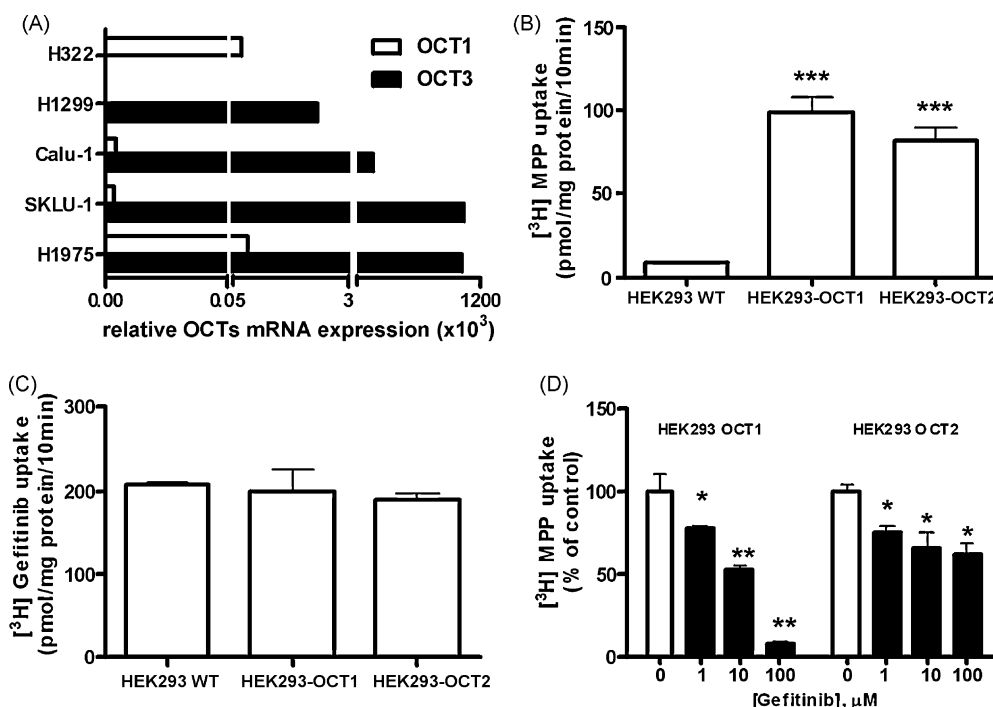 (A)
H322
H1299
Calu-1
SKLU-1
H1975
OCT1
OCT3
0.00 0.05 3 1200
relative OCTs mRNA expression (x10³)
(B)
[³H] MPP uptake
(pmol/mg protein/10min)
150
100
50
0
***
***
HEK293 WT HEK293-OCT1 HEK293-OCT2
(C)
[³H] Gefitinib uptake
(pmol/mg protein/10min)
300
200
100
0
HEK293 WT HEK293-OCT1 HEK293-OCT2
(D)
[³H] MPP uptake
(% of control)
150
100
50
0
HEK293 OCT1 HEK293 OCT2
* ** ** * * *
0 1 10 100 0 1 10 100
[Gefitinib], µM